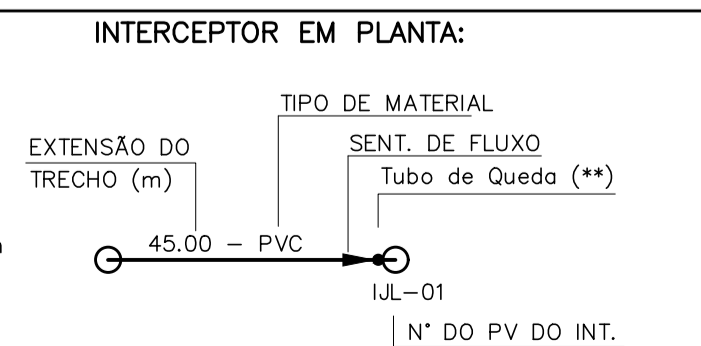 INTERCEPTOR EM PLANTA:
TIPO DE MATERIAL
EXTENSÃO DO
TRECHO (m)
SENT. DE FLUXO
Tubo de Queda (**)
45.00 – PVC
IJL–01
N° DO PV DO INT.